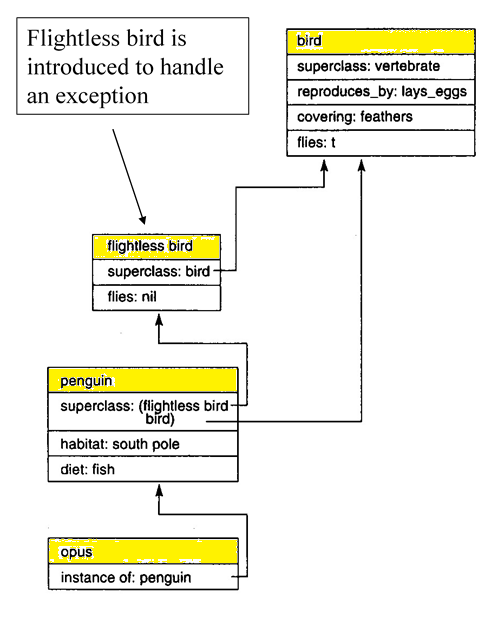 Flightless bird is
introduced to handle
an exception
bird
superclass: vertebrate
reproduces_by: lays_eggs
covering: feathers
flies: t
flightless bird
superclass: bird
flies: nil
penguin
superclass: (flightless bird
bird)
habitat: south pole
diet: fish
opus
instance of: penguin